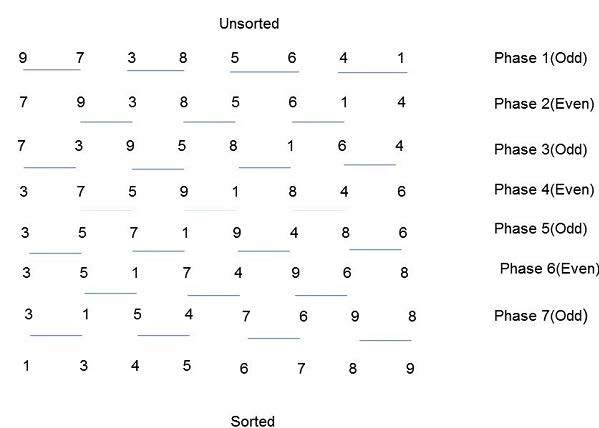 Unsorted
9 7 3 8 5 6 4 1 Phase 1(Odd)
7 9 3 8 5 6 1 4 Phase 2(Even)
7 3 9 5 8 1 6 4 Phase 3(Odd)
3 7 5 9 1 8 4 6 Phase 4(Even)
3 5 7 1 9 4 8 6 Phase 5(Odd)
3 5 1 7 4 9 6 8 Phase 6(Even)
3 1 5 4 7 6 9 8 Phase 7(Odd)
1 3 4 5 6 7 8 9
Sorted